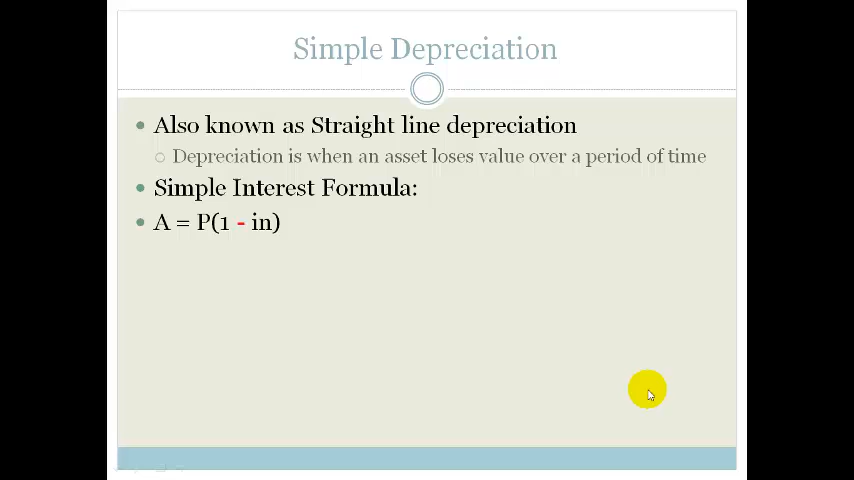 Simple Depreciation
Also known as Straight line depreciation
Depreciation is when an asset loses value over a period of time
Simple Interest Formula:
A = P(1 - in)